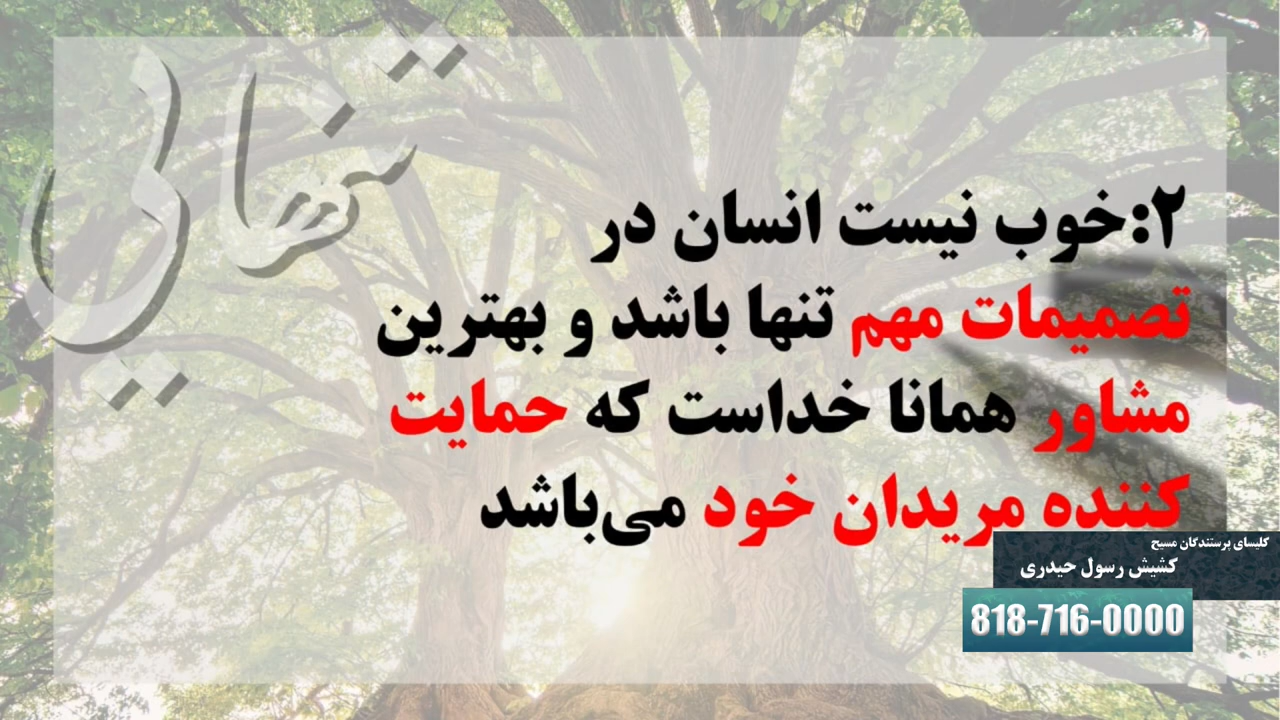 تنهایی
۲:خوب نیست انسان در
تصمیمات مهم تنها باشد و بهترین
مشاور همانا خداست که حمایت
کننده مریدان خود می‌باشد
کلیسای پرستندگان مسیح
کشیش رسول حیدری
818-716-0000